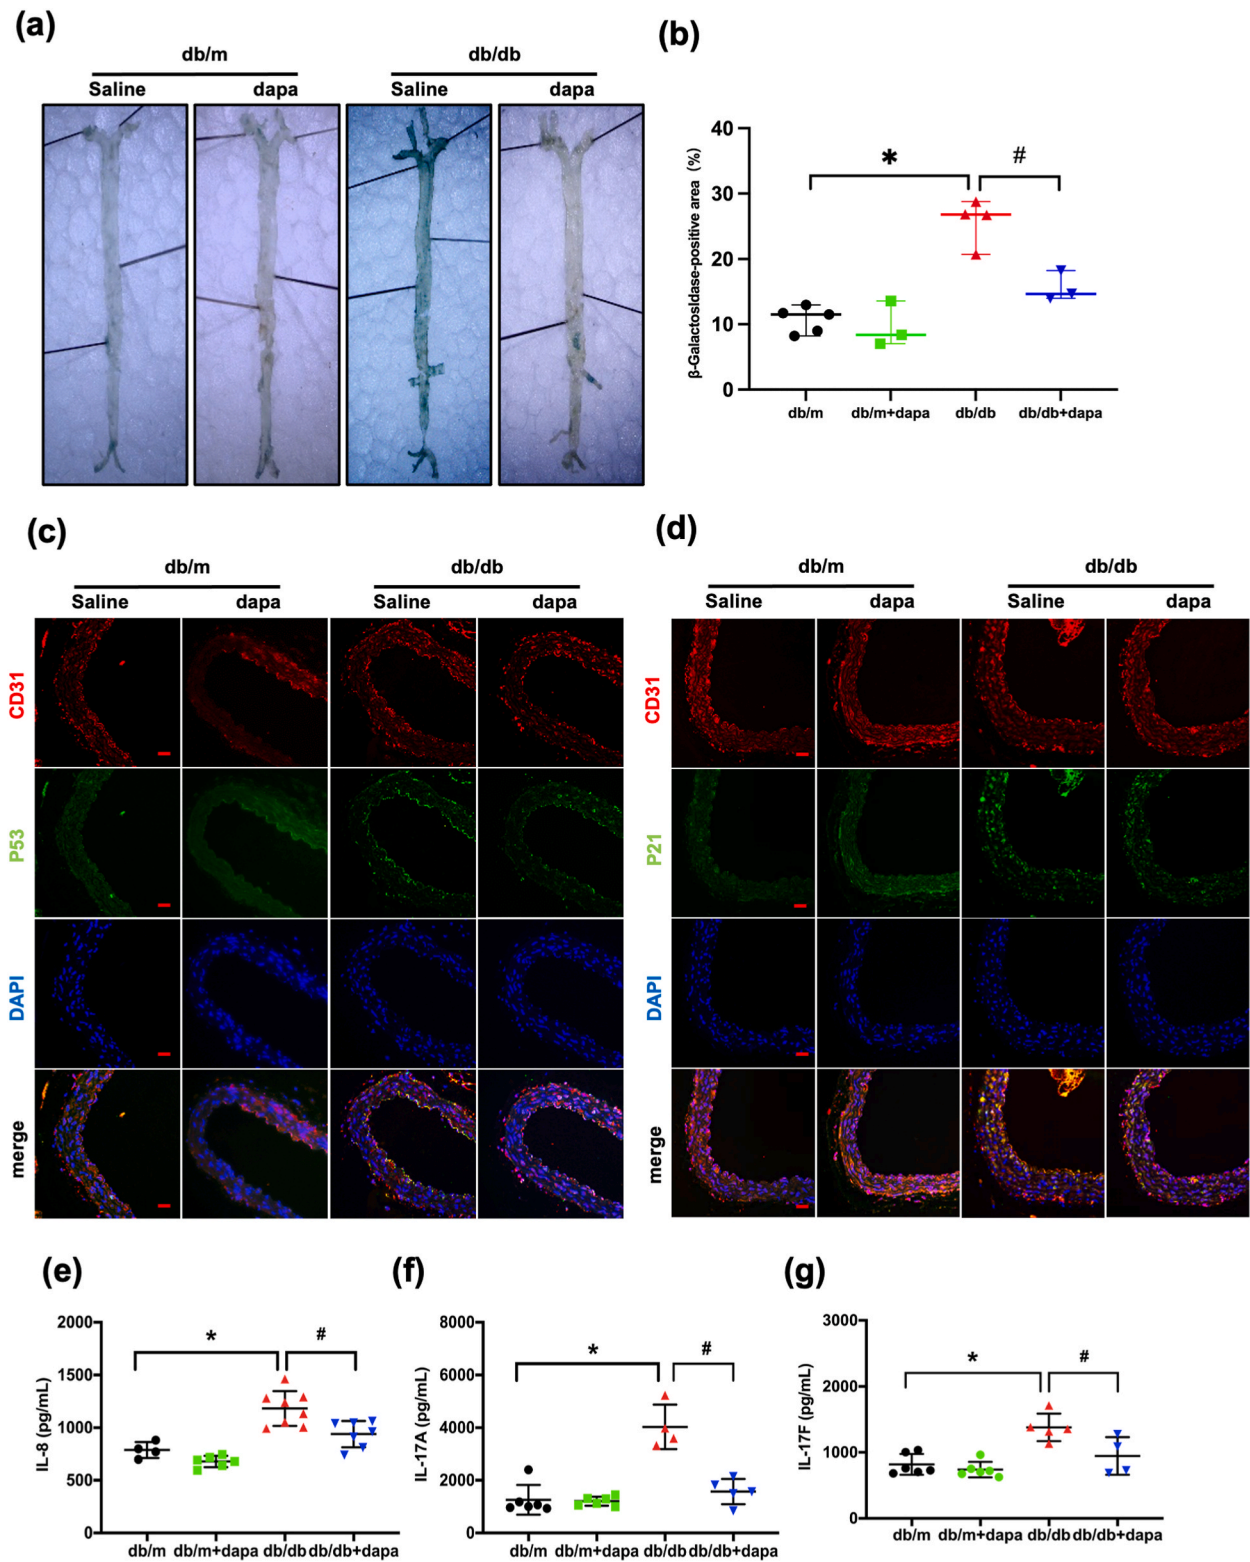 (a)
db/m
db/db
Saline
dapa
Saline
dapa
(b)
β-Galactosidase-positive area (%)
40
30
20
10
0
*
#
db/m
db/m+dapa
db/db
db/db+dapa
(c)
db/m
db/db
Saline
dapa
Saline
dapa
CD31
P53
DAPI
merge
(d)
db/m
db/db
Saline
dapa
Saline
dapa
CD31
P21
DAPI
merge
(e)
IL-8 (pg/mL)
2000
1500
1000
500
0
*
#
db/m
db/m+dapa
db/db
db/db+dapa
(f)
IL-17A (pg/mL)
8000
6000
4000
2000
0
*
#
db/m
db/m+dapa
db/db
db/db+dapa
(g)
IL-17F (pg/mL)
3000
2000
1000
0
*
#
db/m
db/m+dapa
db/db
db/db+dapa